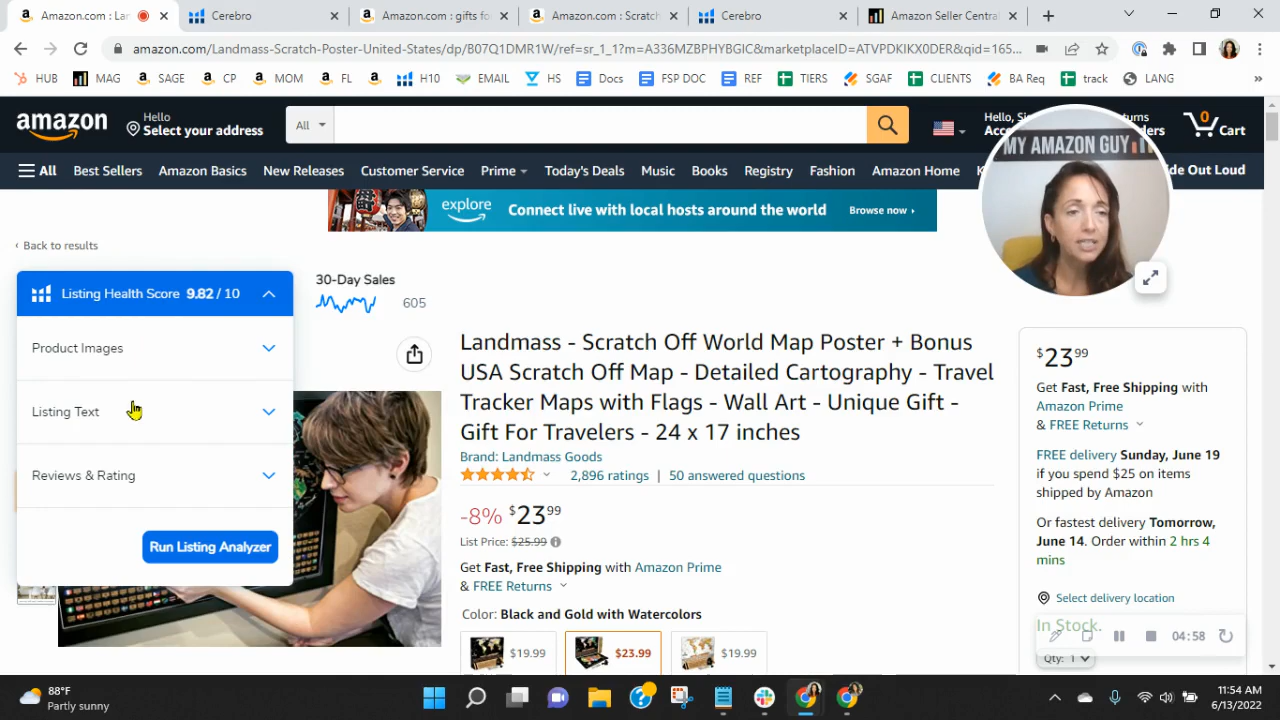 Amazon.com: La
Cerebro
Amazon.com : gifts fo
Amazon.com : Scratch
Cerebro
Amazon Seller Centra
amazon.com/Landmass-Scratch-Poster-United-States/dp/B07Q1DMR1W/ref=sr_1_1?m=A336MZBPHYBGIC&marketplaceID=ATVPDKIKX0DER&qid=165...
HUB
MAG
SAGE
CP
MOM
FL
H10
EMAIL
HS
Docs
FSP DOC
REF
TIERS
SGAF
CLIENTS
BA Req
track
LANG
amazon
Hello
Select your address
All
Hello,
urns
Acc
rders
0
Cart
All
Best Sellers
Amazon Basics
New Releases
Customer Service
Prime
Today's Deals
Music
Books
Registry
Fashion
Amazon Home
ide Out Loud
MY AMAZON GUY
explore
Connect live with local hosts around the world
Browse now ›
‹ Back to results
Listing Health Score 9.82 / 10
Product Images
Listing Text
Reviews & Rating
Run Listing Analyzer
30-Day Sales
605
Landmass - Scratch Off World Map Poster + Bonus
USA Scratch Off Map - Detailed Cartography - Travel
Tracker Maps with Flags - Wall Art - Unique Gift -
Gift For Travelers - 24 x 17 inches
Brand: Landmass Goods
2,896 ratings | 50 answered questions
-8% $2399
List Price: $25.99
Get Fast, Free Shipping with Amazon Prime
& FREE Returns
Color: Black and Gold with Watercolors
$19.99
$23.99
$19.99
$2399
Get Fast, Free Shipping with
Amazon Prime
& FREE Returns
FREE delivery Sunday, June 19
if you spend $25 on items
shipped by Amazon
Or fastest delivery Tomorrow,
June 14. Order within 2 hrs 4
mins
Select delivery location
In Stock.
04:58
Qty: 1
88°F
Partly sunny
11:54 AM
6/13/2022